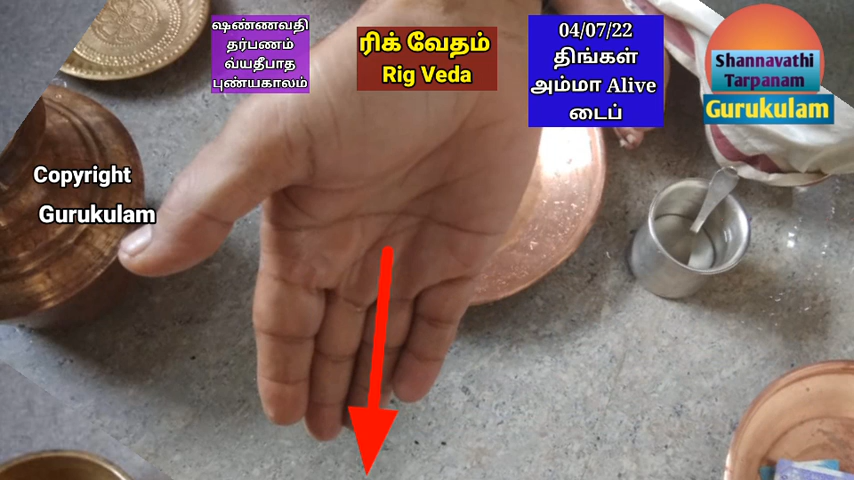 ஷண்ணவதி
தர்பணம்
வ்யதீபாத
புண்யகாலம்
ரிக் வேதம்
Rig Veda
04/07/22
திங்கள்
அம்மா Alive
டைப்
Shannavathi
Tarpanam
Gurukulam
Copyright
Gurukulam